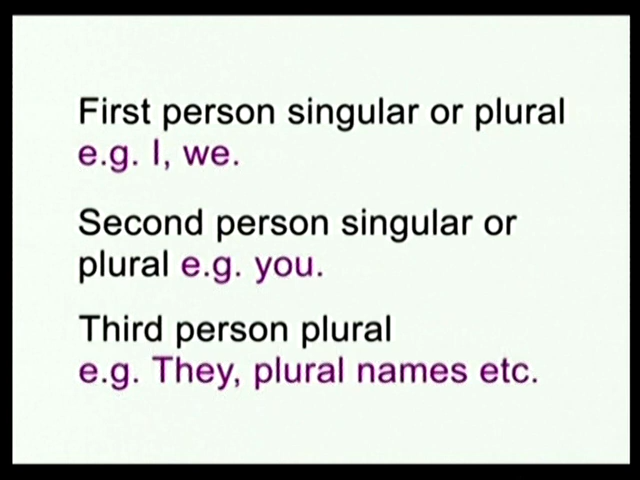 First person singular or plural
e.g. I, we.
Second person singular or
plural e.g. you.
Third person plural
e.g. They, plural names etc.